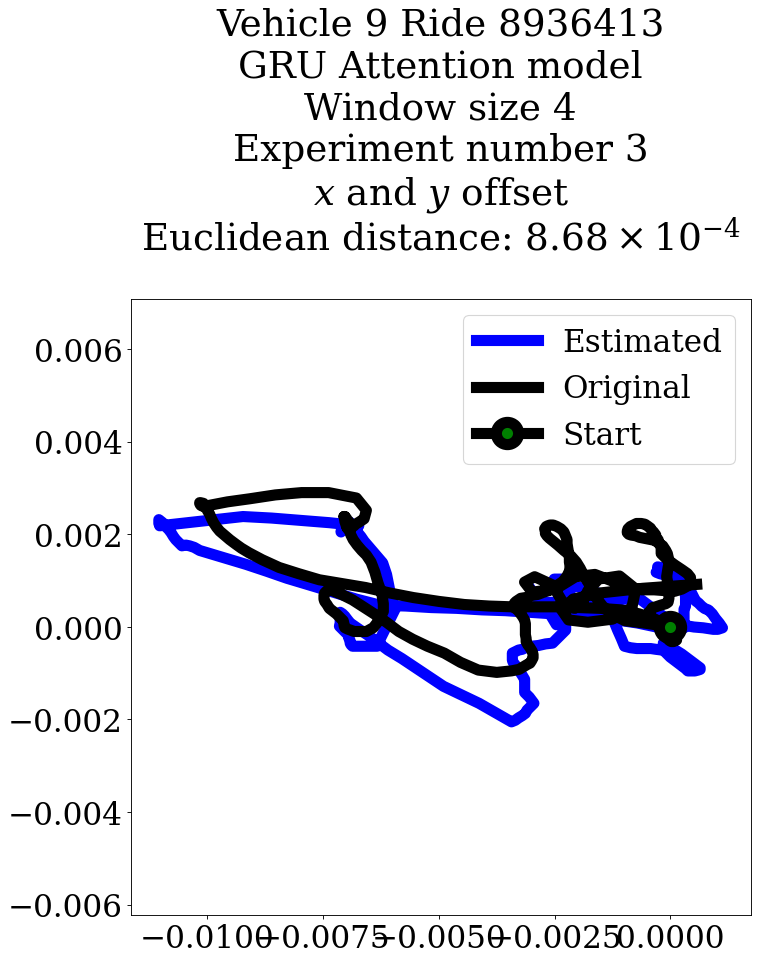 Vehicle 9 Ride 8936413
GRU Attention model
Window size 4
Experiment number 3
x and y offset
Euclidean distance: 8.68 × 10⁻⁴
Estimated
Original
Start
0.006
0.004
0.002
0.000
−0.002
−0.004
−0.006
−0.0100
−0.0075
−0.0050
−0.0025
0.0000